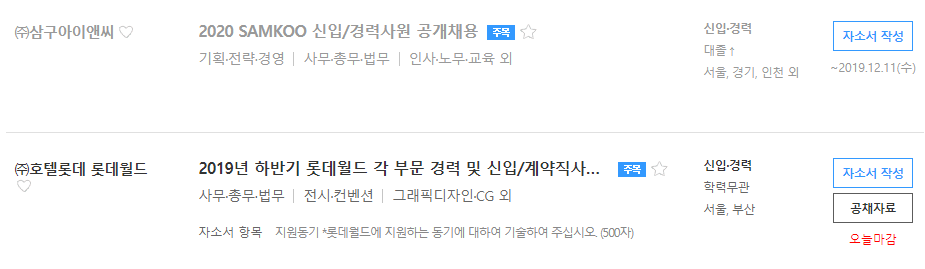 ㈜삼구아이앤씨 2020 SAMKOO 신입/경력사원 공개채용 주목 신입·경력 자소서 작성
기획·전략·경영 사무·총무·법무 인사·노무·교육 외 대졸↑ ~2019.12.11(수)
서울, 경기, 인천 외
㈜호텔롯데 롯데월드 2019년 하반기 롯데월드 각 부문 경력 및 신입/계약직사... 주목 신입·경력 자소서 작성
사무·총무·법무 전시·컨벤션 그래픽디자인·CG 외 학력무관 공채자료
서울, 부산
자소서 항목 지원동기 *롯데월드에 지원하는 동기에 대하여 기술하여 주십시오. (500자) 오늘마감